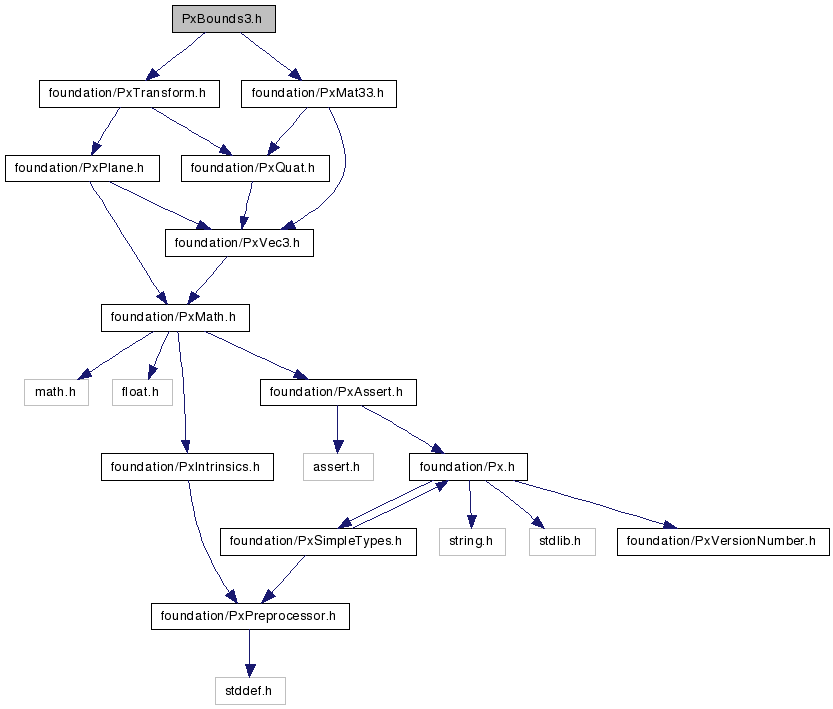 PxBounds3.h
foundation/PxTransform.h
foundation/PxMat33.h
foundation/PxPlane.h
foundation/PxQuat.h
foundation/PxVec3.h
foundation/PxMath.h
math.h
float.h
foundation/PxAssert.h
foundation/PxIntrinsics.h
assert.h
foundation/Px.h
foundation/PxSimpleTypes.h
string.h
stdlib.h
foundation/PxVersionNumber.h
foundation/PxPreprocessor.h
stddef.h